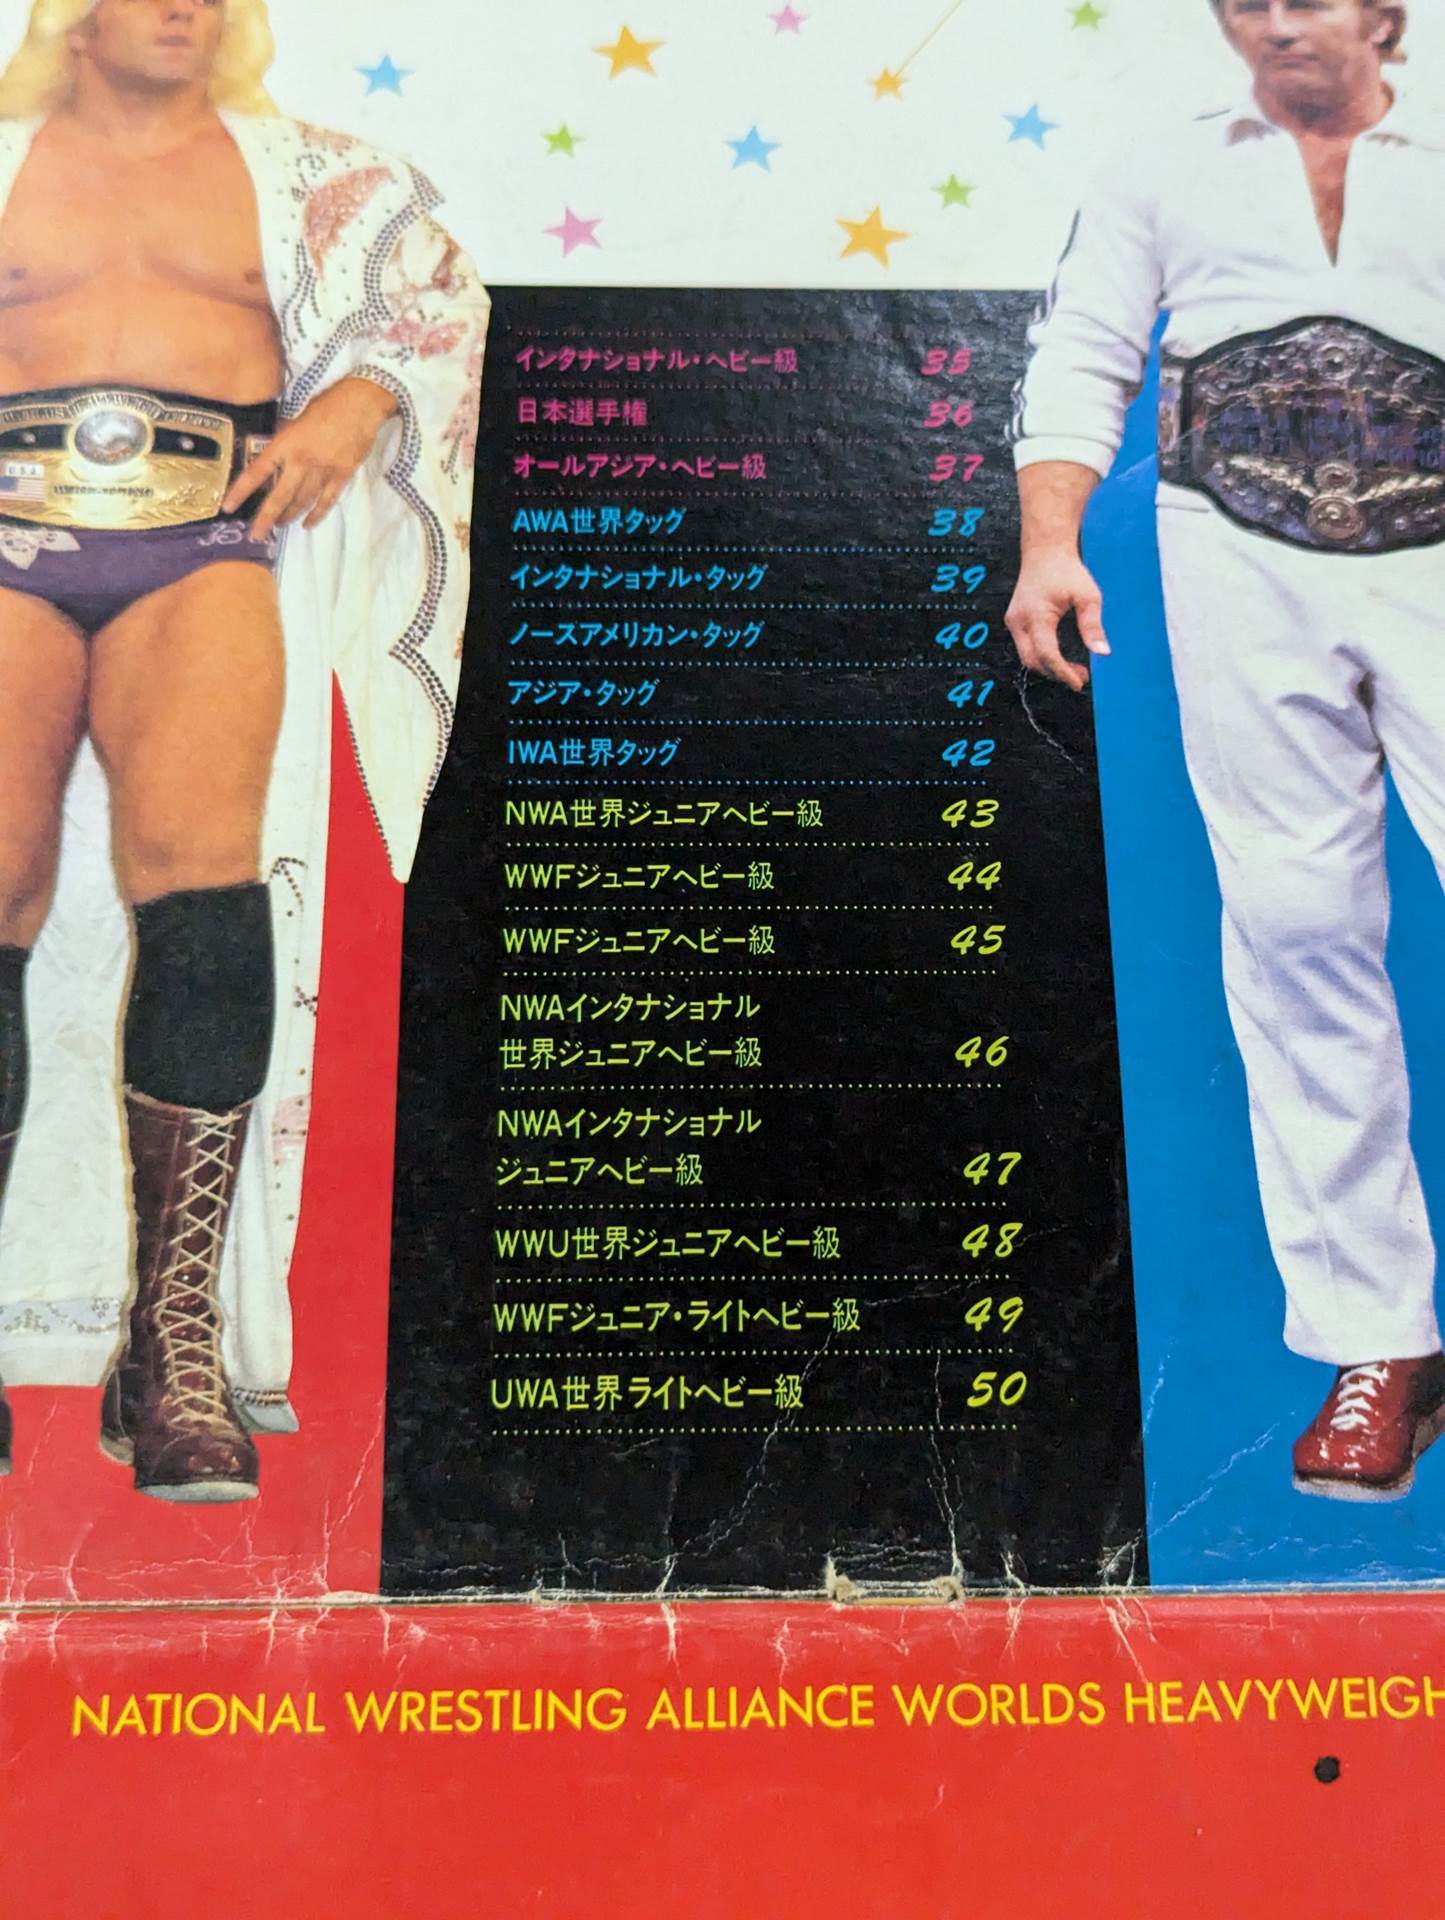 インタナショナル・ヘビー級 35
日本選手権 36
オールアジア・ヘビー級 37
AWA世界タッグ 38
インタナショナル・タッグ 39
ノースアメリカン・タッグ 40
アジア・タッグ 41
IWA世界タッグ 42
NWA世界ジュニアヘビー級 43
WWFジュニアヘビー級 44
WWFジュニアヘビー級 45
NWAインタナショナル
世界ジュニアヘビー級 46
NWAインタナショナル
ジュニアヘビー級 47
WWU世界ジュニアヘビー級 48
WWFジュニア・ライトヘビー級 49
UWA世界ライトヘビー級 50
U.S.A.
NATIONAL WRESTLING ALLIANCE WORLDS HEAVYWEIGH